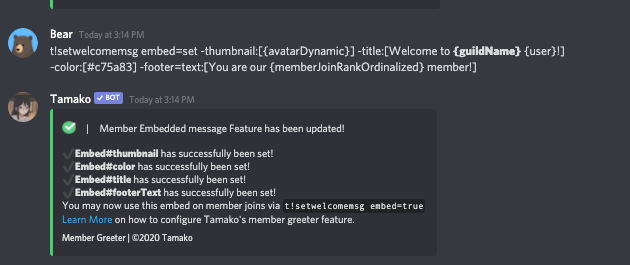 Bear Today at 3:14 PM
t!setwelcomemsg embed=set -thumbnail:[{avatarDynamic}] -title:[Welcome to {guildName} {user}!]
-color:[#c75a83] -footer=text:[You are our {memberJoinRankOrdinalized} member!]
Tamako ✓ BOT Today at 3:14 PM
| Member Embedded message Feature has been updated!
✓Embed#thumbnail has successfully been set!
✓Embed#color has successfully been set!
✓Embed#title has successfully been set!
✓Embed#footerText has successfully been set!
You may now use this embed on member joins via t!setwelcomemsg embed=true
Learn More on how to configure Tamako's member greeter feature.
Member Greeter | ©2020 Tamako